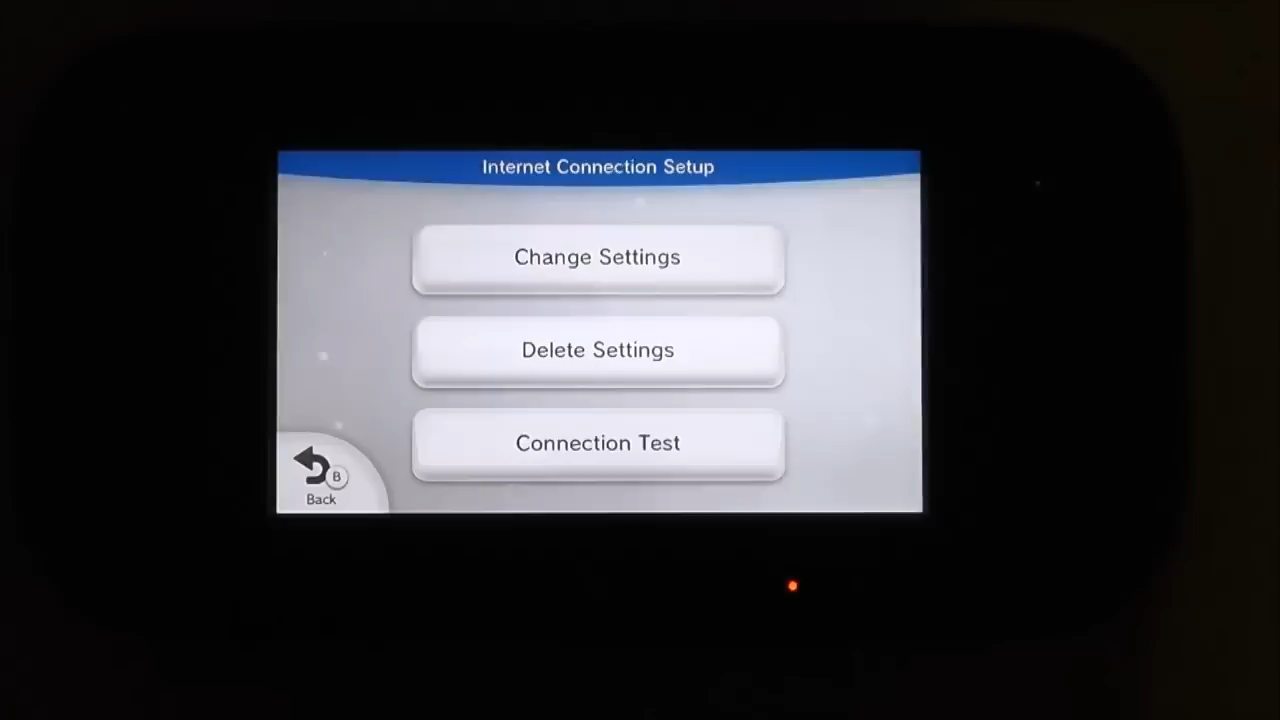 Internet Connection Setup
Change Settings
Delete Settings
Connection Test
B
Back